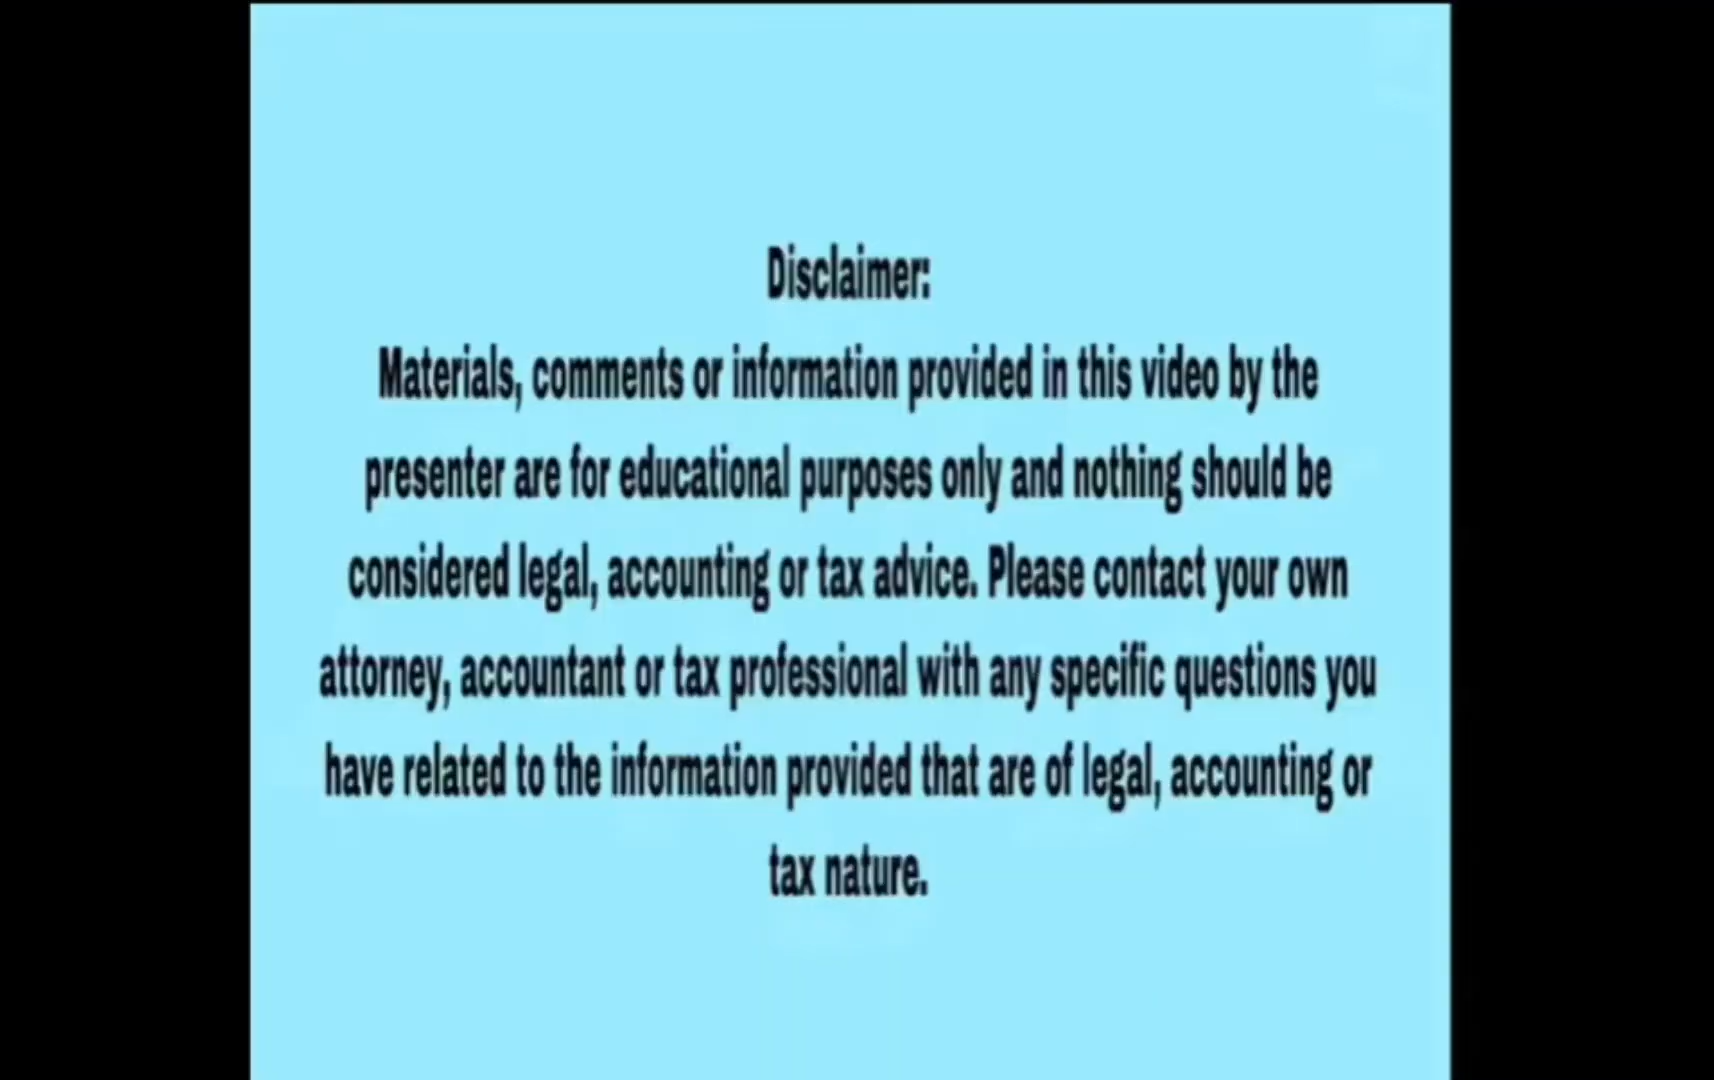 Disclaimer:
Materials, comments or information provided in this video by the
presenter are for educational purposes only and nothing should be
considered legal, accounting or tax advice. Please contact your own
attorney, accountant or tax professional with any specific questions you
have related to the information provided that are of legal, accounting or
tax nature.